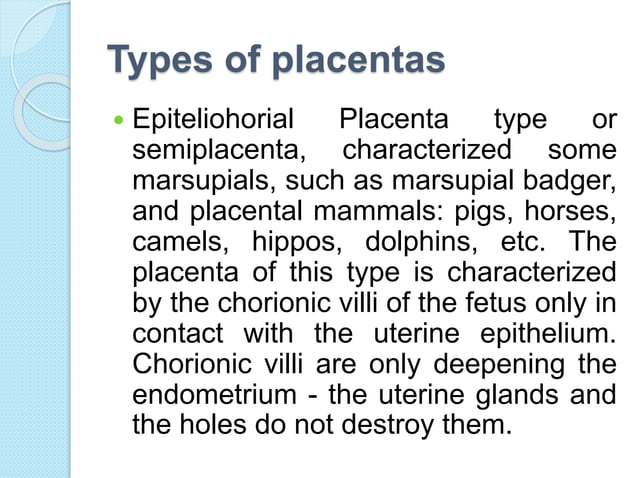 Types of placentas
Epiteliohorial Placenta type or
semiplacenta, characterized some
marsupials, such as marsupial badger,
and placental mammals: pigs, horses,
camels, hippos, dolphins, etc. The
placenta of this type is characterized
by the chorionic villi of the fetus only in
contact with the uterine epithelium.
Chorionic villi are only deepening the
endometrium - the uterine glands and
the holes do not destroy them.